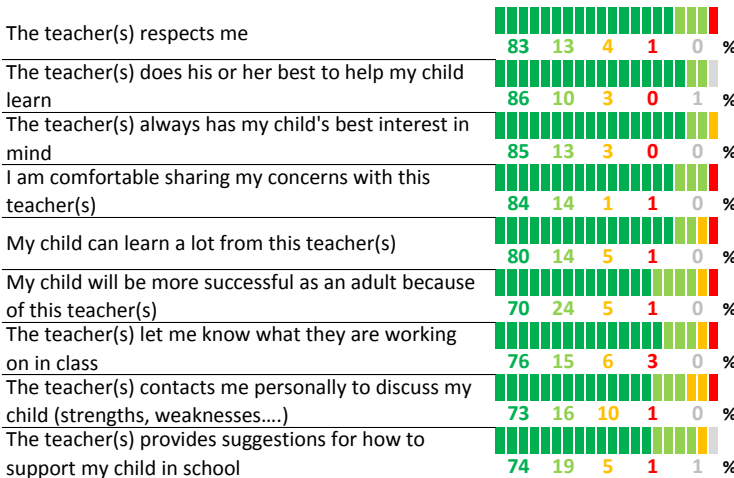 The teacher(s) respects me
83 13 4 1 0 %
The teacher(s) does his or her best to help my child
learn
86 10 3 0 1 %
The teacher(s) always has my child's best interest in
mind
85 13 3 0 0 %
I am comfortable sharing my concerns with this
teacher(s)
84 14 1 1 0 %
My child can learn a lot from this teacher(s)
80 14 5 1 0 %
My child will be more successful as an adult because
of this teacher(s)
70 24 5 1 0 %
The teacher(s) let me know what they are working
on in class
76 15 6 3 0 %
The teacher(s) contacts me personally to discuss my
child (strengths, weaknesses....)
73 16 10 1 0 %
The teacher(s) provides suggestions for how to
support my child in school
74 19 5 1 1 %